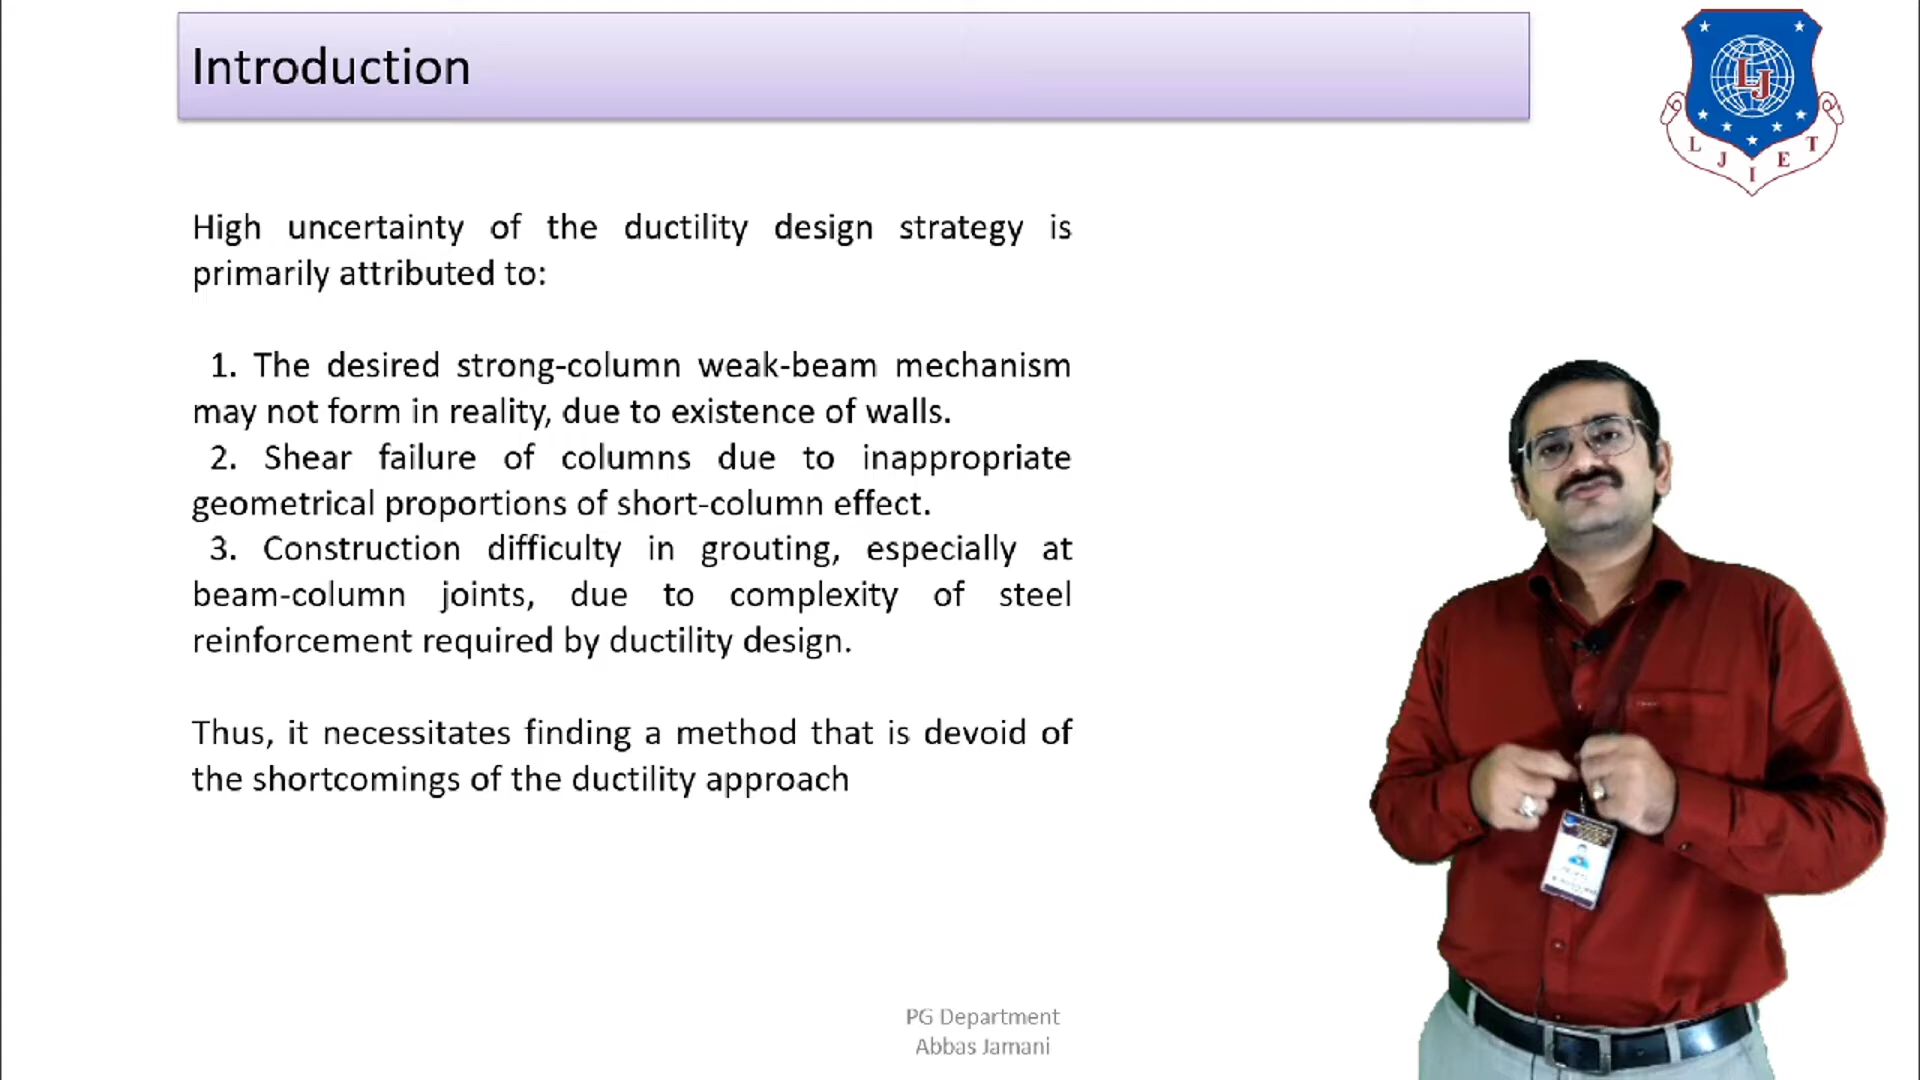 Introduction
LJ
L J I E T
High uncertainty of the ductility design strategy is
primarily attributed to:
1. The desired strong-column weak-beam mechanism
may not form in reality, due to existence of walls.
2. Shear failure of columns due to inappropriate
geometrical proportions of short-column effect.
3. Construction difficulty in grouting, especially at
beam-column joints, due to complexity of steel
reinforcement required by ductility design.
Thus, it necessitates finding a method that is devoid of
the shortcomings of the ductility approach
PG Department
Abbas Jamani